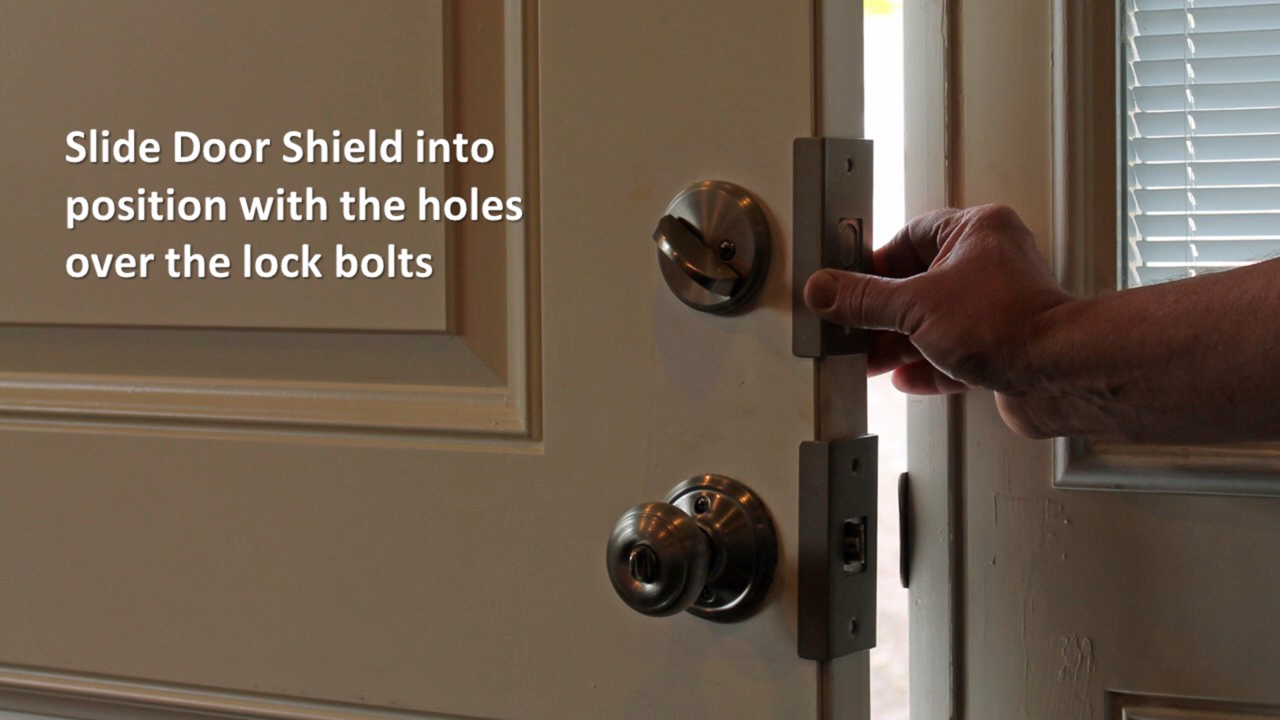 Slide Door Shield into
position with the holes
over the lock bolts